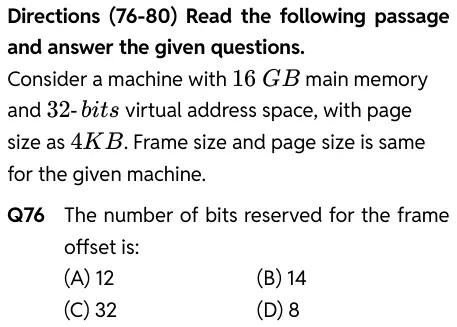 Directions (76-80) Read the following passage
and answer the given questions.
Consider a machine with 16 GB main memory
and 32-bits virtual address space, with page
size as 4KB. Frame size and page size is same
for the given machine.
Q76 The number of bits reserved for the frame
offset is:
(A) 12 (B) 14
(C) 32 (D) 8